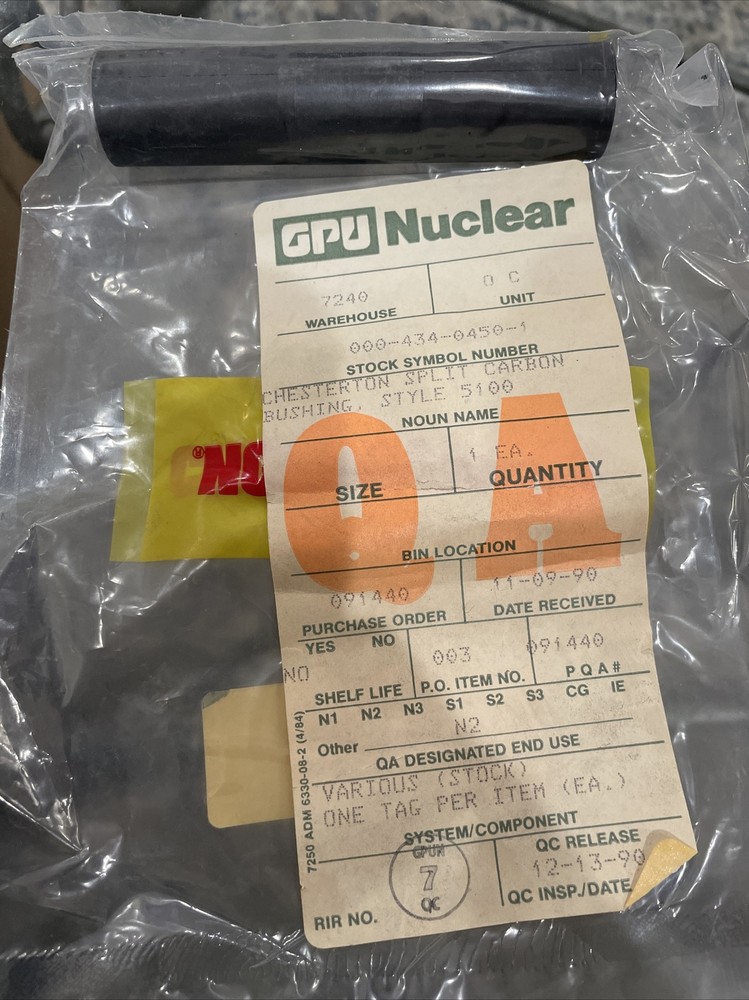 GPU Nuclear
7240
0 C
WAREHOUSE
UNIT
000-434-0450-1
STOCK SYMBOL NUMBER
CHESTERTON SPLIT CARBON
BUSHING, STYLE 5100
NOUN NAME
1 EA.
SIZE
QUANTITY
QA
BIN LOCATION
091440
11-09-90
PURCHASE ORDER
DATE RECEIVED
YES NO
NO
003
091440
SHELF LIFE
P.O. ITEM NO.
PQA#
N1 N2 N3 S1 S2 S3 CG IE
N2
Other
QA DESIGNATED END USE
VARIOUS (STOCK)
ONE TAG PER ITEM (EA.)
SYSTEM/COMPONENT
QC RELEASE
12-13-90
QC INSP./DATE
GPUN
7
QC
RIR NO.
7250 ADM 6330-08-2 (4/84)